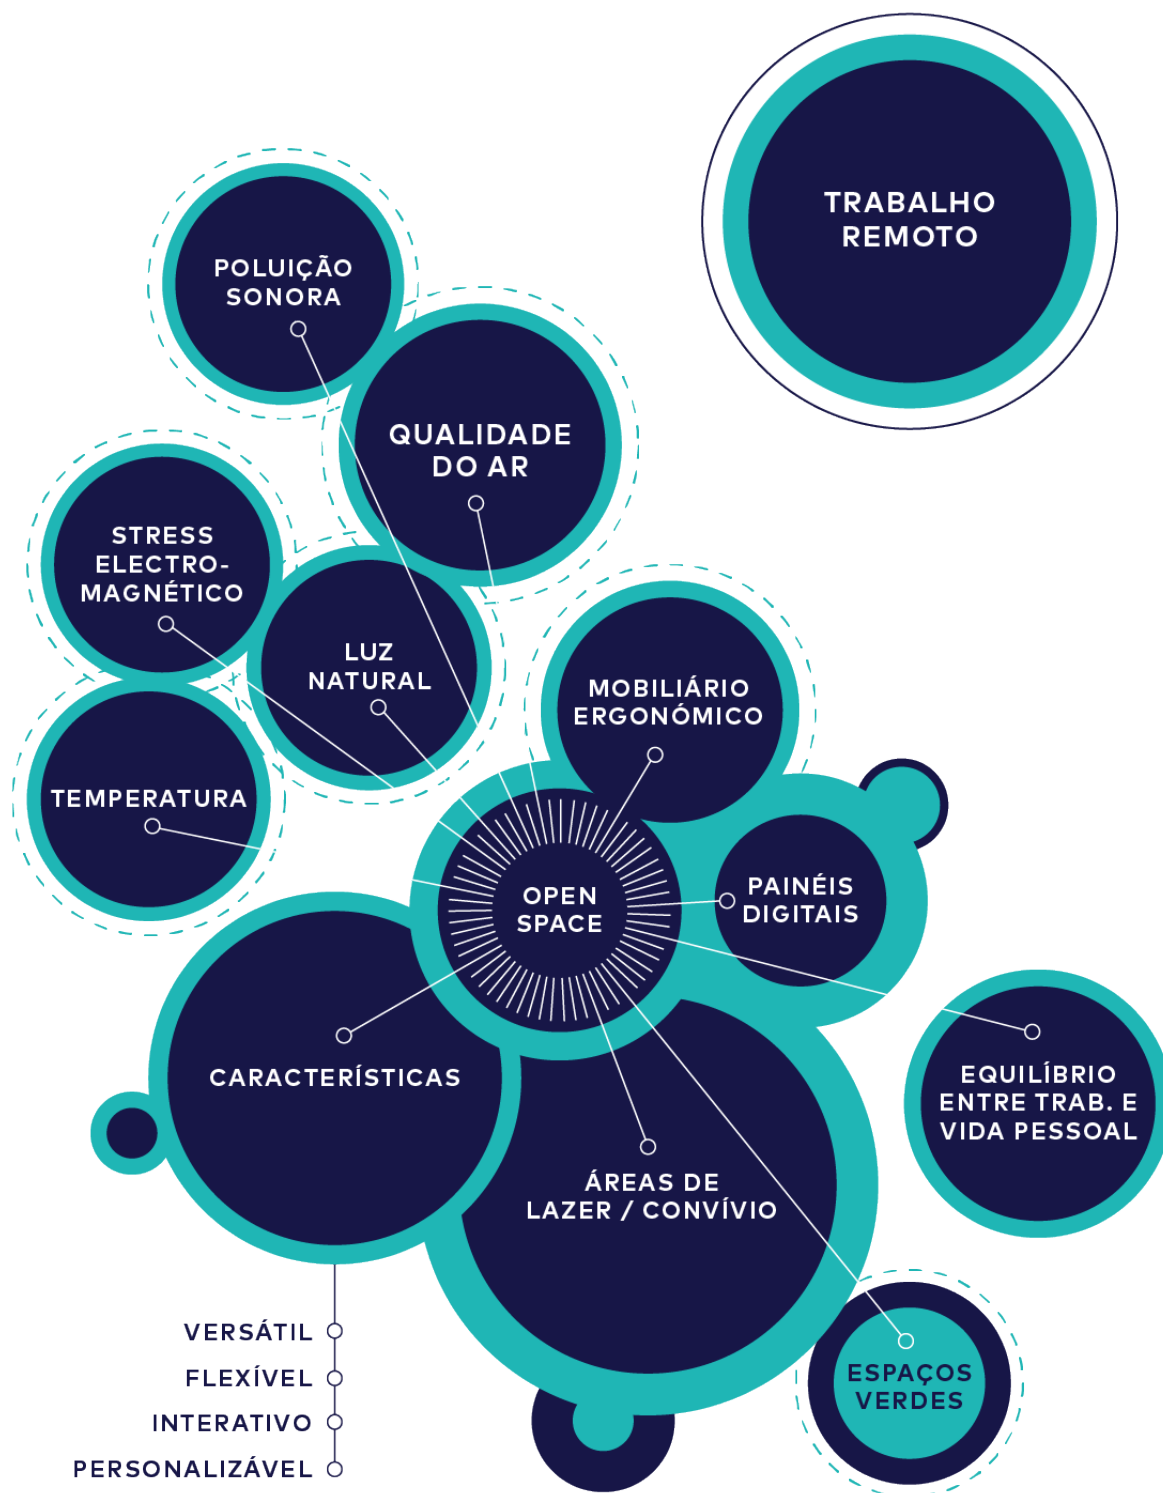 TRABALHO
REMOTO
POLUIÇÃO
SONORA
QUALIDADE
DO AR
STRESS
ELECTRO-
MAGNÉTICO
LUZ
NATURAL
MOBILIÁRIO
ERGONÓMICO
TEMPERATURA
OPEN
SPACE
PAINÉIS
DIGITAIS
CARACTERÍSTICAS
EQUILÍBRIO
ENTRE TRAB. E
VIDA PESSOAL
ÁREAS DE
LAZER / CONVÍVIO
ESPAÇOS
VERDES
VERSÁTIL
FLEXÍVEL
INTERATIVO
PERSONALIZÁVEL